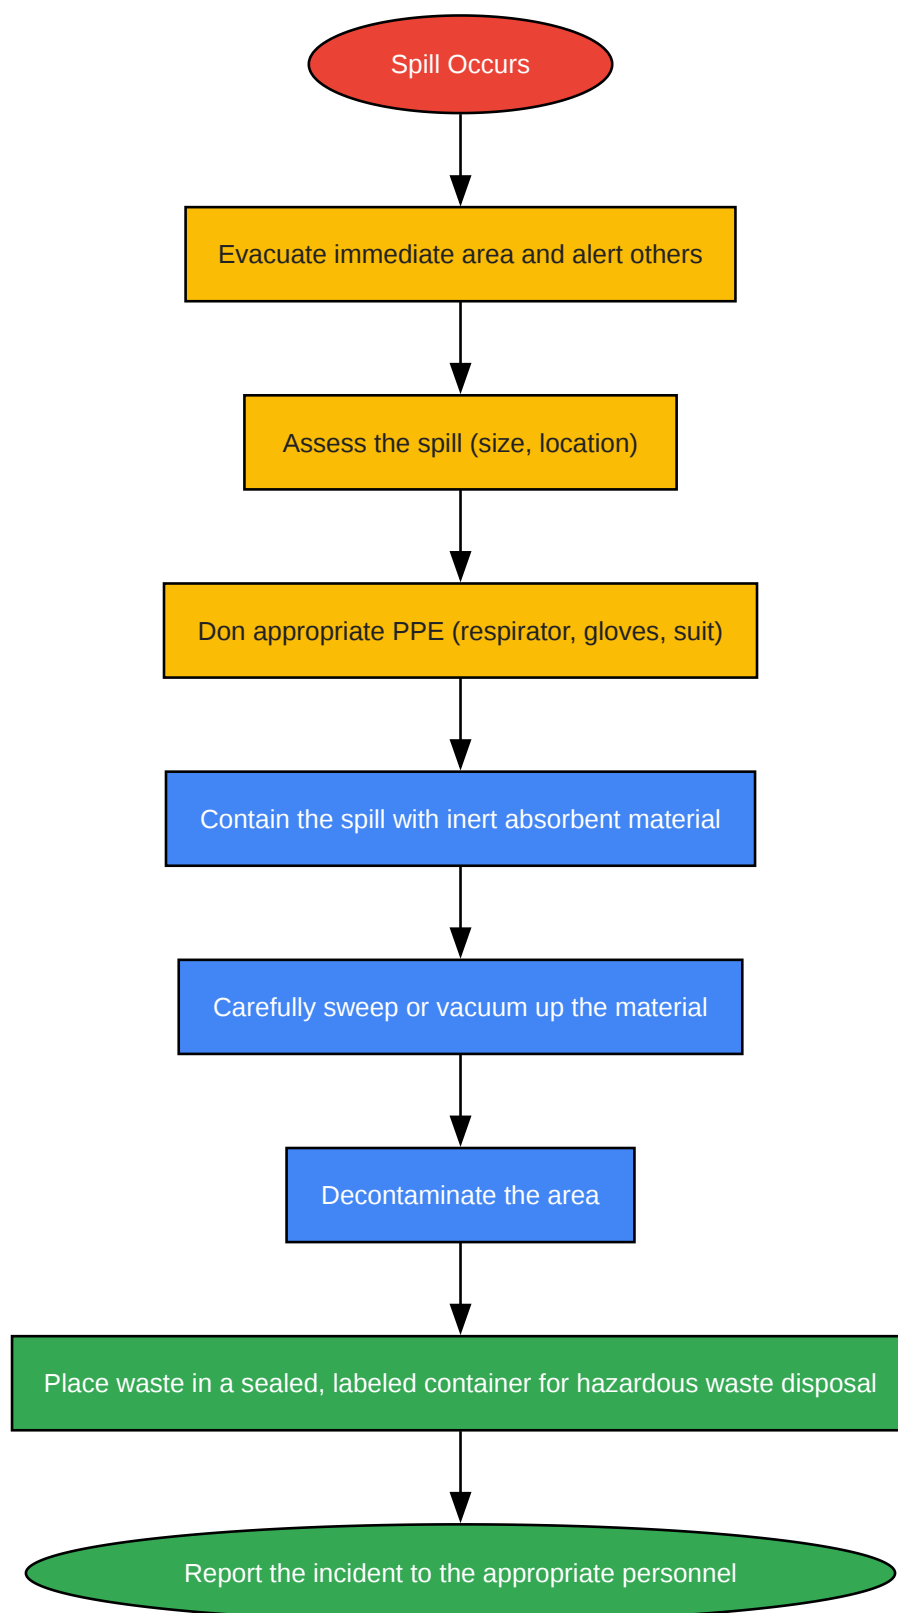 Spill Occurs
Evacuate immediate area and alert others
Assess the spill (size, location)
Don appropriate PPE (respirator, gloves, suit)
Contain the spill with inert absorbent material
Carefully sweep or vacuum up the material
Decontaminate the area
Place waste in a sealed, labeled container for hazardous waste disposal
Report the incident to the appropriate personnel